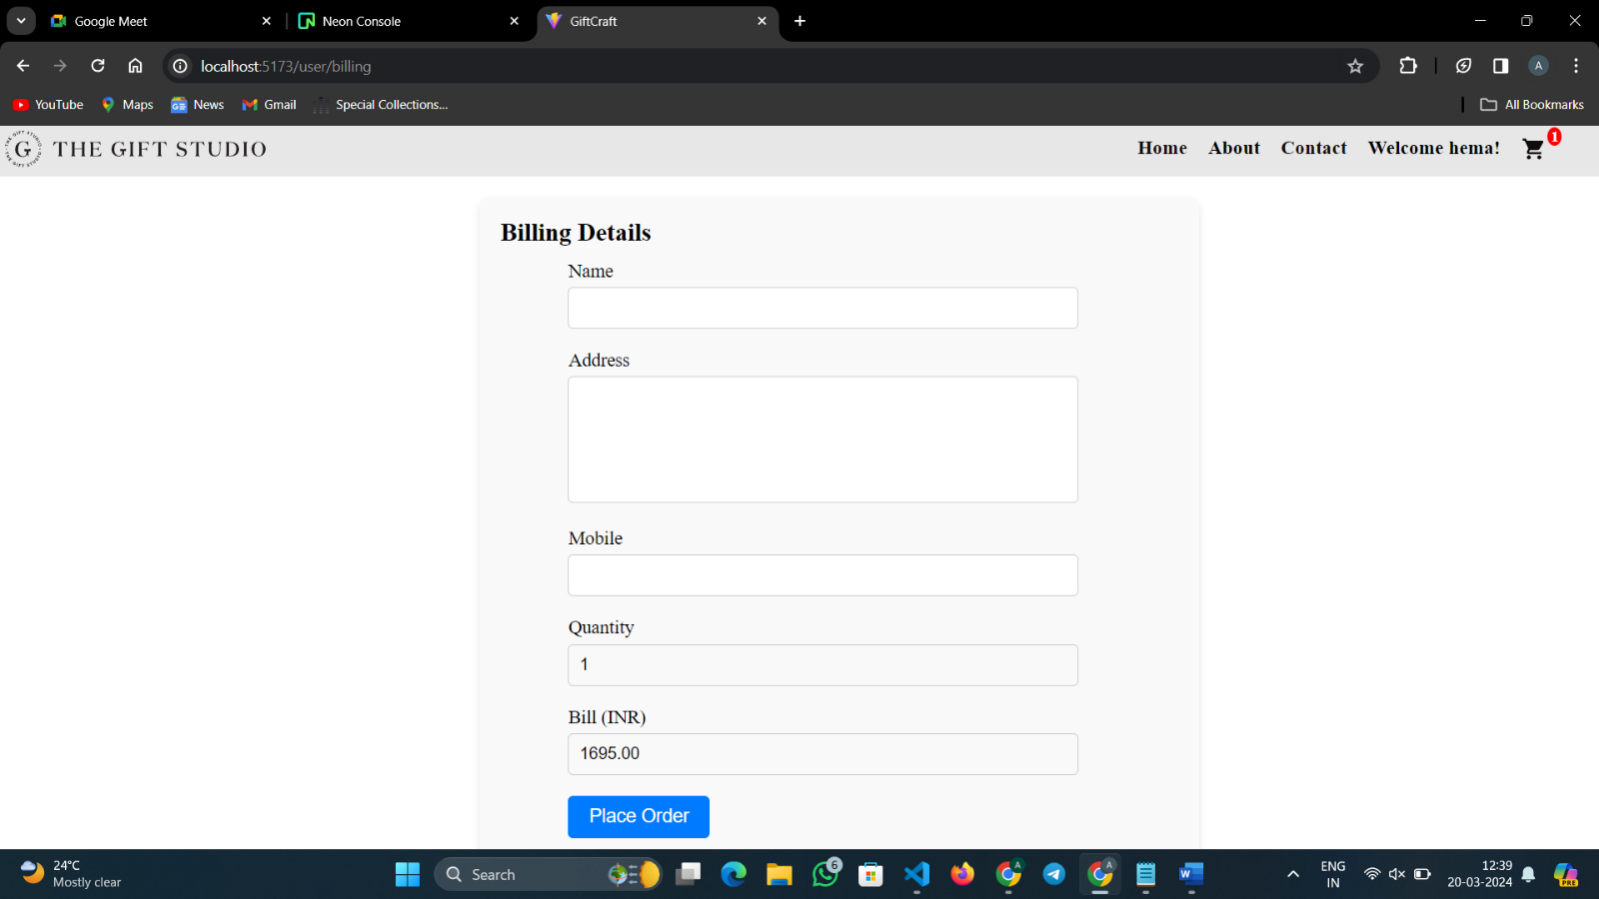 Google Meet
Neon Console
GiftCraft
localhost:5173/user/billing
A
YouTube
Maps
News
Gmail
Special Collections...
All Bookmarks
G THE GIFT STUDIO
Home
About
Contact
Welcome hema!
1
Billing Details
Name
Address
Mobile
Quantity
1
Bill (INR)
1695.00
Place Order
24°C
Mostly clear
Search
6
A
A
W
ENG
IN
12:39
20-03-2024
PRE